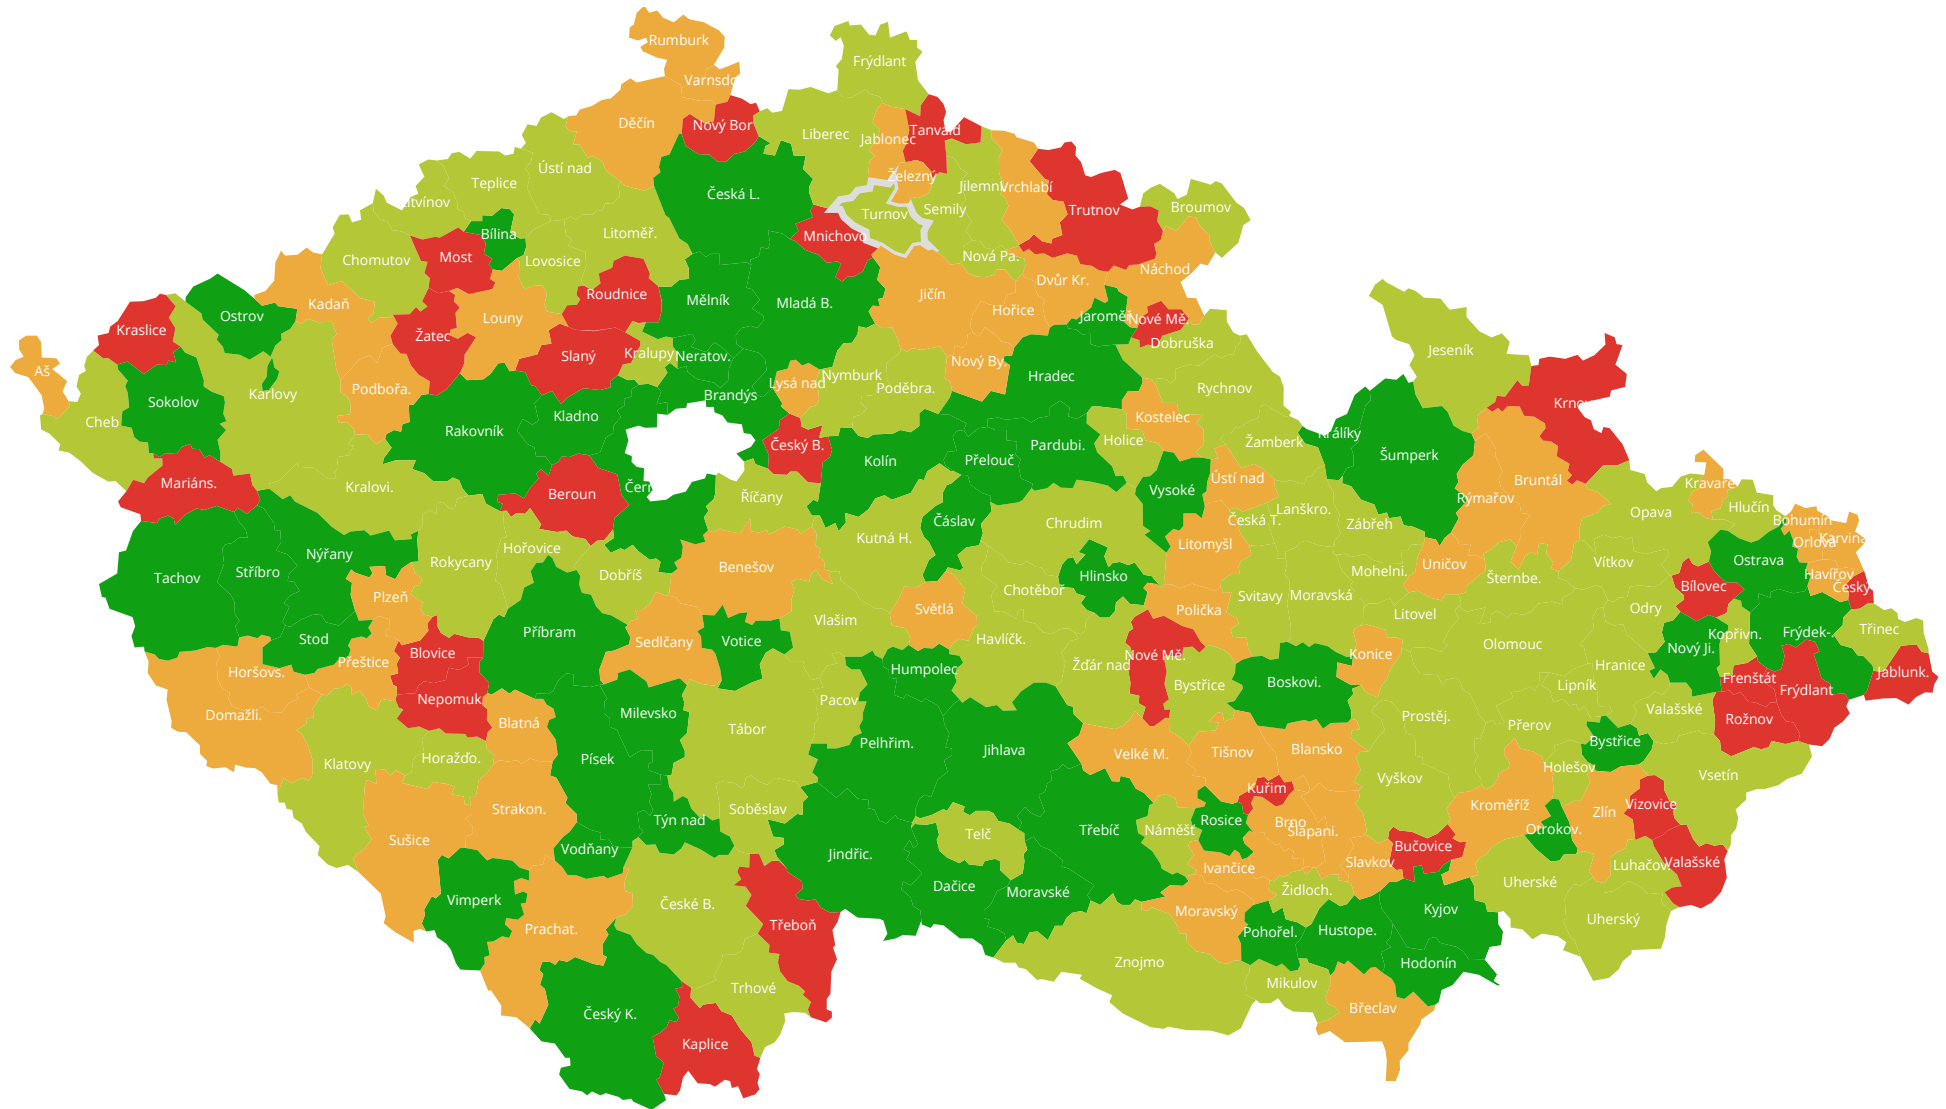 Rumburk
Frýdlant
Varnsdo
Děčín
Nový Bor
Liberec
Jablonec
Tanvald
Ústí nad
Teplice
Česká L.
Železný
Jilemni
Vrchlabí
Litvínov
Turnov
Semily
Trutnov
Broumov
Bílina
Litoměř.
Mnichovo
Most
Chomutov
Lovosice
Nová Pa.
Náchod
Dvůr Kr.
Roudnice
Jičín
Kadaň
Mělník
Mladá B.
Hořice
Jaroměř
Ostrov
Louny
Nové Mě.
Kraslice
Žatec
Dobruška
Jeseník
Slaný
Kralupy
Neratov.
Nový By.
Aš
Nymburk
Hradec
Lysá nad
Poděbra.
Rychnov
Podbořa.
Karlovy
Brandýs
Sokolov
Krnov
Kladno
Kostelec
Cheb
Rakovník
Králíky
Holice
Žamberk
Český B.
Pardubi.
Kolín
Přelouč
Šumperk
Mariáns.
Kralovi.
Čern
Beroun
Říčany
Vysoké
Ústí nad
Bruntál
Kravaře
Rýmařov
Hlučín
Lanškro.
Opava
Čáslav
Chrudim
Česká T.
Zábřeh
Bohumín
Kutná H.
Litomyšl
Orlová
Karviná
Hořovice
Nýřany
Rokycany
Ostrava
Vítkov
Uničov
Benešov
Stříbro
Tachov
Dobříš
Hlinsko
Mohelni.
Šternbe.
Havířov
Bílovec
Český
Chotěboř
Plzeň
Svitavy
Moravská
Světlá
Polička
Odry
Litovel
Vlašim
Třinec
Příbram
Frýdek-.
Kopřivn.
Stod
Votice
Sedlčany
Havlíčk.
Olomouc
Nový Ji.
Blovice
Nové Mě.
Konice
Přeštice
Žďár nad
Hranice
Humpolec
Horšovs.
Jablunk.
Frenštát
Boskovi.
Bystřice
Lipník
Frýdlant
Nepomuk
Pacov
Valašské
Milevsko
Domažli.
Prostěj.
Rožnov
Blatná
Přerov
Tábor
Bystřice
Pelhřim.
Jihlava
Blansko
Tišnov
Velké M.
Horažďo.
Písek
Klatovy
Holešov
Vsetín
Vyškov
Kuřim
Vizovice
Kroměříž
Strakon.
Soběslav
Zlín
Týn nad
Rosice
Brno
Otrokov.
Třebíč
Náměšť
Šlapani.
Telč
Sušice
Bučovice
Vodňany
Jindřic.
Slavkov
Valašské
Luhačov.
Ivančice
Uherské
Dačice
Židloch.
Moravské
Vimperk
České B.
Moravský
Kyjov
Uherský
Třeboň
Prachat.
Hustope.
Pohořel.
Znojmo
Hodonín
Mikulov
Trhové
Břeclav
Český K.
Kaplice